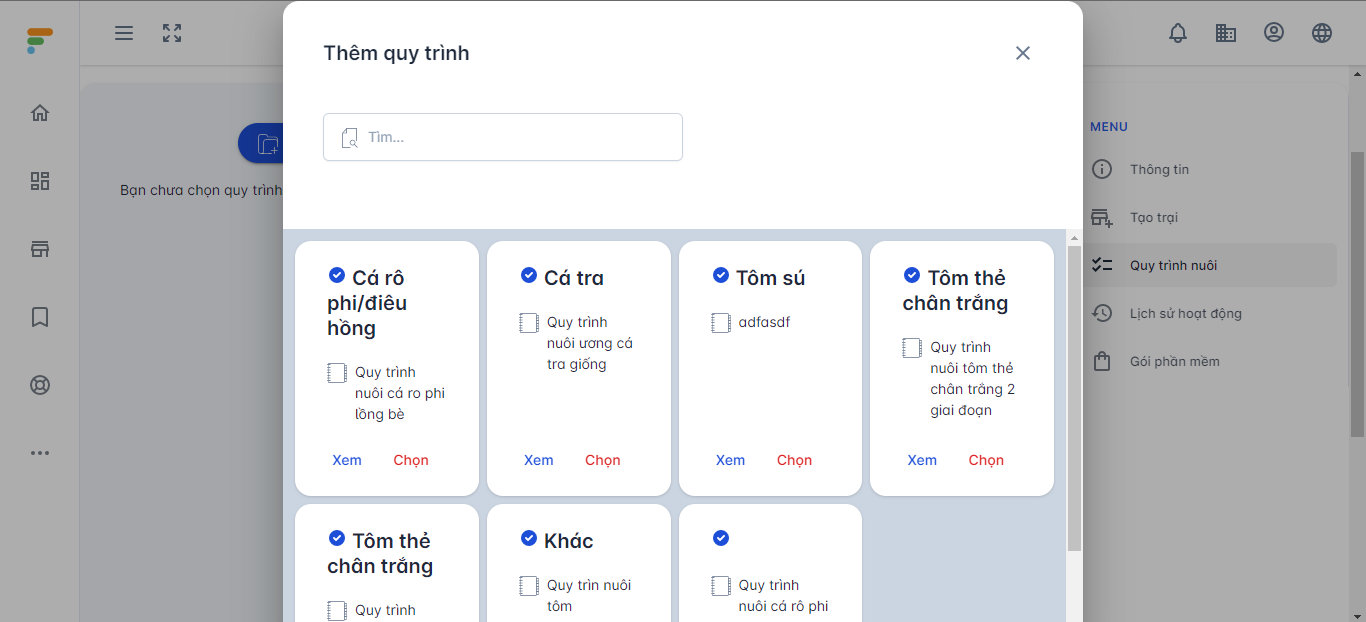 Thêm quy trình
Tìm...
Bạn chưa chọn quy trình
MENU
Thông tin
Tạo trại
Quy trình nuôi
Lịch sử hoạt động
Gói phần mềm
Cá rô
phi/điêu
hồng
Quy trình
nuôi cá ro phi
lồng bè
Xem
Chọn
Cá tra
Quy trình
nuôi ương cá
tra giống
Xem
Chọn
Tôm sú
adfasdf
Xem
Chọn
Tôm thẻ
chân trắng
Quy trình
nuôi tôm thẻ
chân trắng 2
giai đoạn
Xem
Chọn
Tôm thẻ
chân trắng
Quy trình
Khác
Quy trìn nuôi
tôm
Quy trình
nuôi cá rô phi